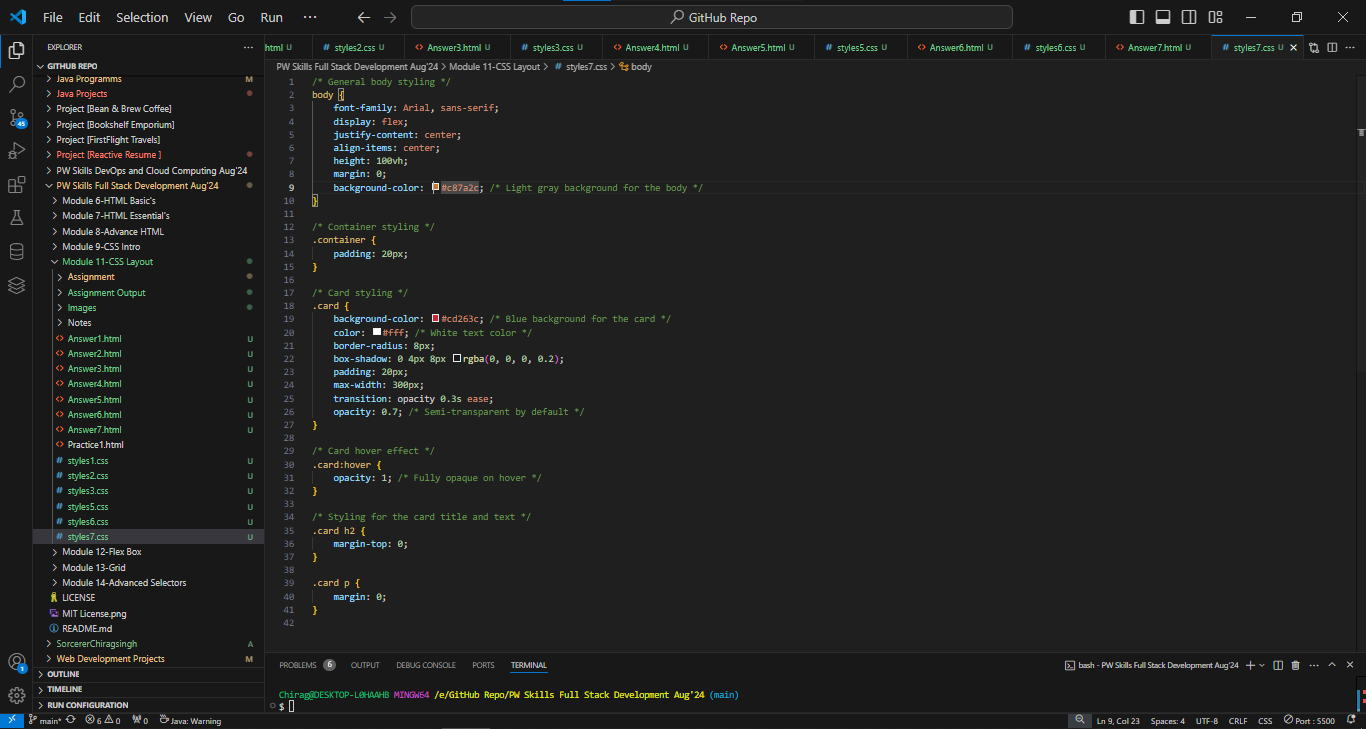 File Edit Selection View Go Run ··· GitHub Repo
EXPLORER
GITHUB REPO
Java Programms M
Java Projects
Project [Bean & Brew Coffee]
Project [Bookshelf Emporium]
Project [FirstFlight Travels]
Project [Reactive Resume ]
PW Skills DevOps and Cloud Computing Aug'24
PW Skills Full Stack Development Aug'24
Module 6-HTML Basic's
Module 7-HTML Essential's
Module 8-Advance HTML
Module 9-CSS Intro
Module 11-CSS Layout
Assignment
Assignment Output
Images
Notes
Answer1.html U
Answer2.html U
Answer3.html U
Answer4.html U
Answer5.html U
Answer6.html U
Answer7.html U
Practice1.html
styles1.css U
styles2.css U
styles3.css U
styles5.css U
styles6.css U
styles7.css U
Module 12-Flex Box
Module 13-Grid
Module 14-Advanced Selectors
LICENSE
MIT License.png
README.md
SorcererChiragsingh A
Web Development Projects M
OUTLINE
TIMELINE
RUN CONFIGURATION
45
1
html U # styles2.css U <> Answer3.html U # styles3.css U <> Answer4.html U <> Answer5.html U # styles5.css U <> Answer6.html U # styles6.css U <> Answer7.html U # styles7.css U
PW Skills Full Stack Development Aug'24 > Module 11-CSS Layout > # styles7.css > body
1 /* General body styling */
2 body {
3 font-family: Arial, sans-serif;
4 display: flex;
5 justify-content: center;
6 align-items: center;
7 height: 100vh;
8 margin: 0;
9 background-color: #c87a2c; /* Light gray background for the body */
10 }
11
12 /* Container styling */
13 .container {
14 padding: 20px;
15 }
16
17 /* Card styling */
18 .card {
19 background-color: #cd263c; /* Blue background for the card */
20 color: #fff; /* White text color */
21 border-radius: 8px;
22 box-shadow: 0 4px 8px rgba(0, 0, 0, 0.2);
23 padding: 20px;
24 max-width: 300px;
25 transition: opacity 0.3s ease;
26 opacity: 0.7; /* Semi-transparent by default */
27 }
28
29 /* Card hover effect */
30 .card:hover {
31 opacity: 1; /* Fully opaque on hover */
32 }
33
34 /* Styling for the card title and text */
35 .card h2 {
36 margin-top: 0;
37 }
38
39 .card p {
40 margin: 0;
41 }
42
PROBLEMS 6 OUTPUT DEBUG CONSOLE PORTS TERMINAL bash - PW Skills Full Stack Development Aug'24
Chirag@DESKTOP-L0HAAHB MINGW64 /e/GitHub Repo/PW Skills Full Stack Development Aug'24 (main)
$
main* 6 0 0 Java: Warning Ln 9, Col 23 Spaces: 4 UTF-8 CRLF CSS Port : 5500